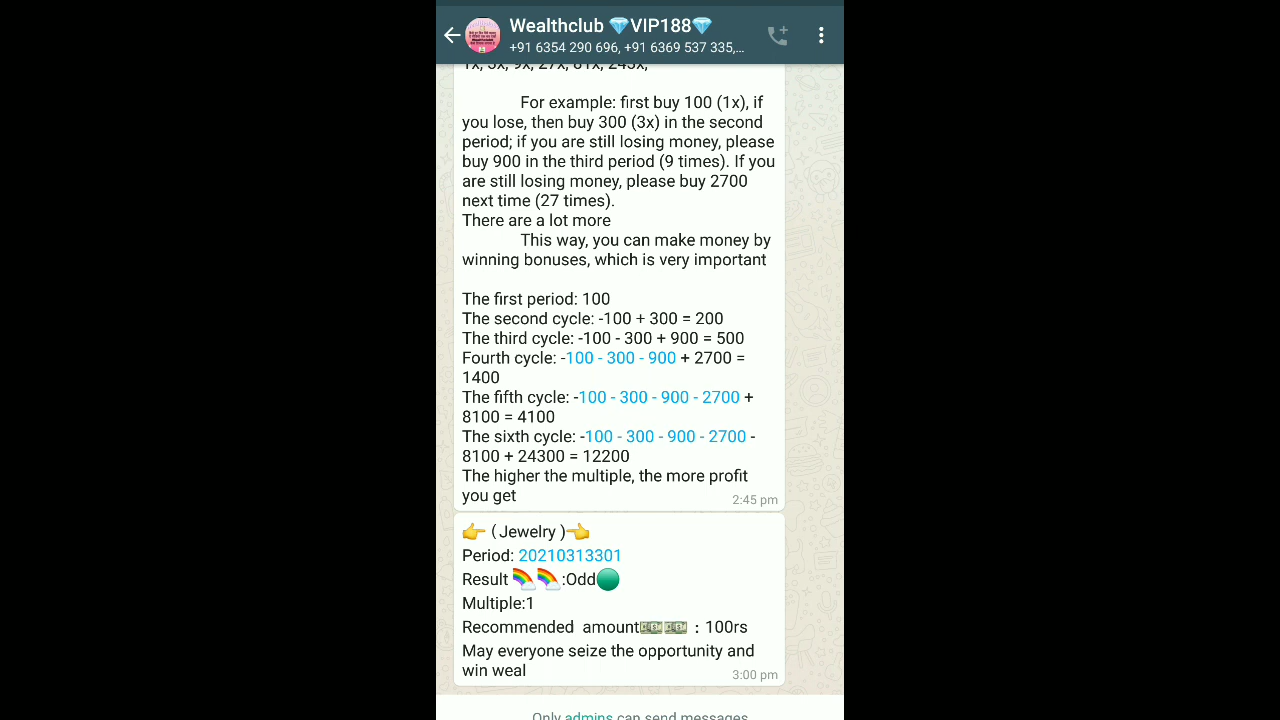 Wealthclub 💎VIP188💎
+91 6354 290 696, +91 6369 537 335,...
1x, 3x, 9x, 27x, 81x, 243x,
For example: first buy 100 (1x), if
you lose, then buy 300 (3x) in the second
period; if you are still losing money, please
buy 900 in the third period (9 times). If you
are still losing money, please buy 2700
next time (27 times).
There are a lot more
This way, you can make money by
winning bonuses, which is very important
The first period: 100
The second cycle: -100 + 300 = 200
The third cycle: -100 - 300 + 900 = 500
Fourth cycle: -100 - 300 - 900 + 2700 =
1400
The fifth cycle: -100 - 300 - 900 - 2700 +
8100 = 4100
The sixth cycle: -100 - 300 - 900 - 2700 -
8100 + 24300 = 12200
The higher the multiple, the more profit
you get
2:45 pm
👉 (Jewelry )👈
Period: 20210313301
Result 🌈🌈:Odd🟢
Multiple:1
Recommended amount💵💵 : 100rs
May everyone seize the opportunity and
win weal
3:00 pm
Only admins can send messages